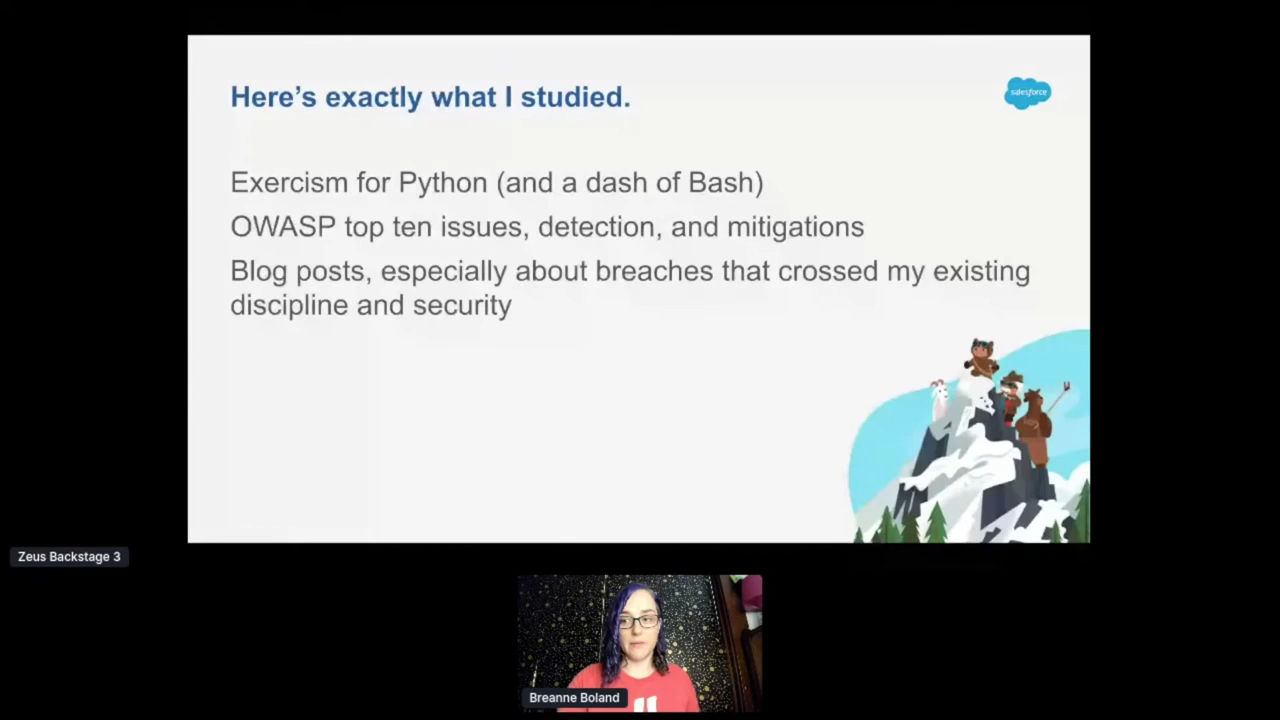 Here's exactly what I studied.
salesforce
Exercism for Python (and a dash of Bash)
OWASP top ten issues, detection, and mitigations
Blog posts, especially about breaches that crossed my existing
discipline and security
Zeus Backstage 3
Breanne Boland